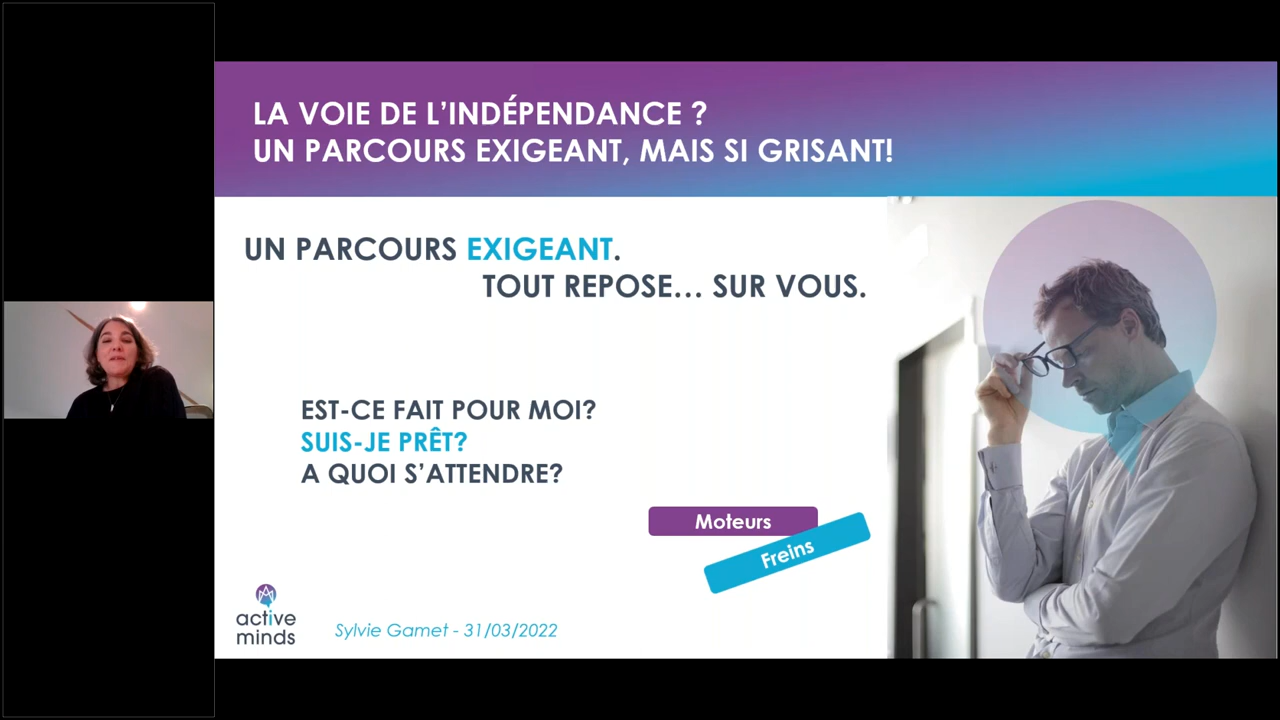 LA VOIE DE L'INDÉPENDANCE ?
UN PARCOURS EXIGEANT, MAIS SI GRISANT!
UN PARCOURS EXIGEANT.
TOUT REPOSE... SUR VOUS.
EST-CE FAIT POUR MOI?
SUIS-JE PRÊT?
A QUOI S'ATTENDRE?
Moteurs
Freins
active
minds
Sylvie Gamet - 31/03/2022